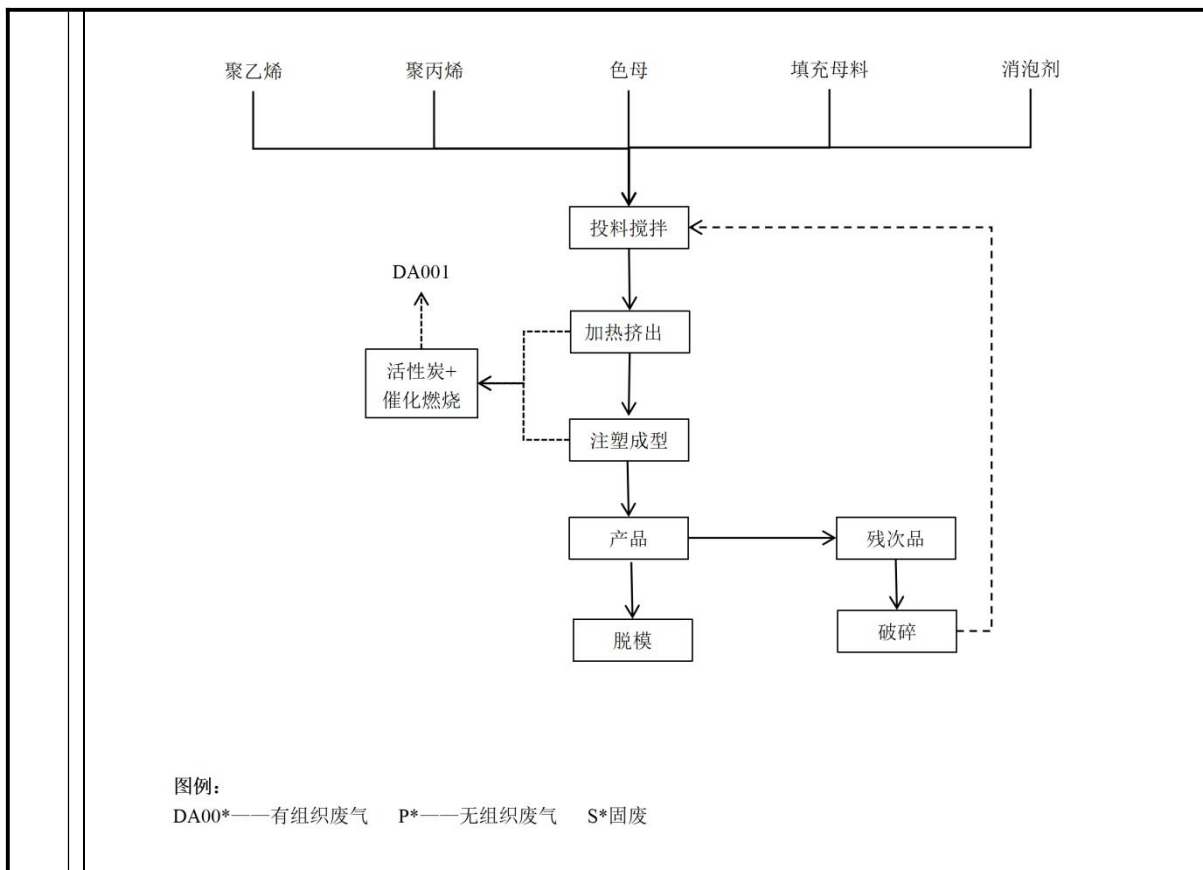 聚乙烯
聚丙烯
色母
填充母料
消泡剂
投料搅拌
DA001
加热挤出
活性炭+
催化燃烧
注塑成型
产品
残次品
脱模
破碎
图例：
DA00*——有组织废气 P*——无组织废气 S*固废